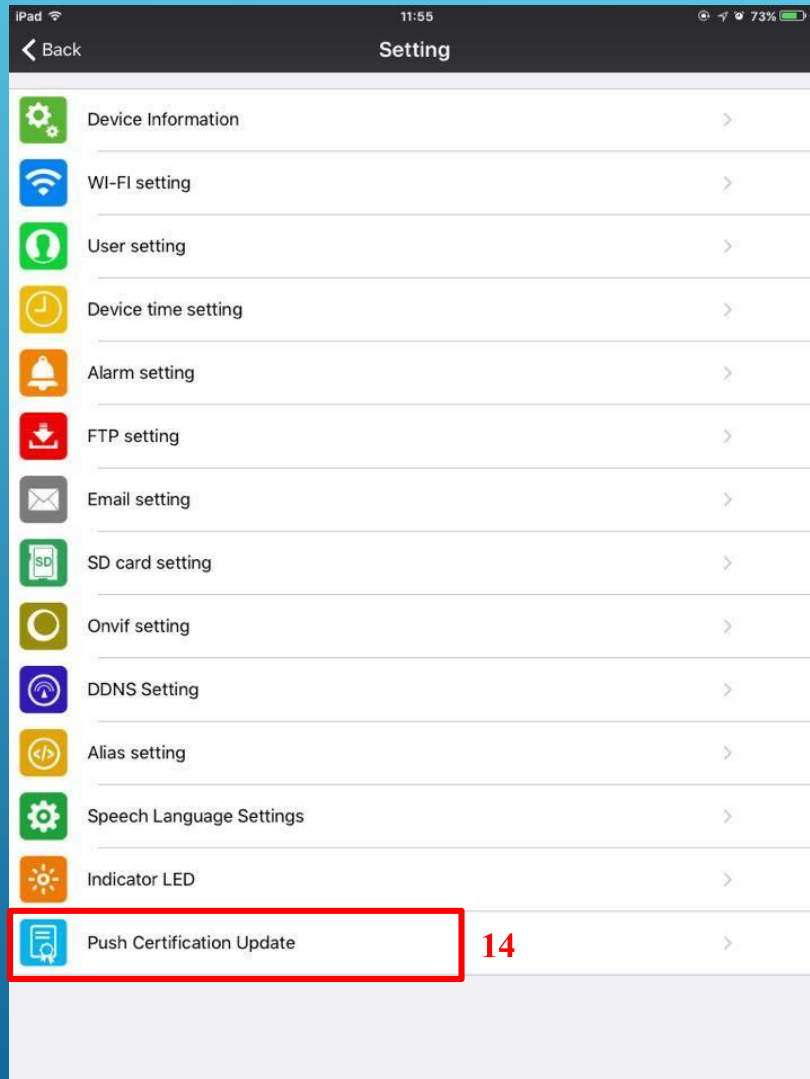 iPad 11:55 73%
Back Setting
Device Information
WI-FI setting
User setting
Device time setting
Alarm setting
FTP setting
Email setting
SD SD card setting
Onvif setting
DDNS Setting
</> Alias setting
Speech Language Settings
Indicator LED
Push Certification Update 14